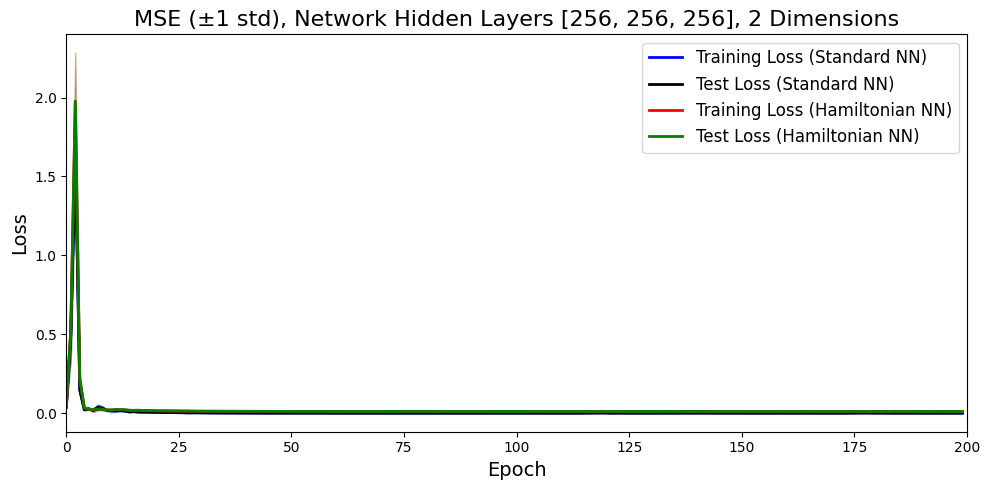 MSE (±1 std), Network Hidden Layers [256, 256, 256], 2 Dimensions
Training Loss (Standard NN)
Test Loss (Standard NN)
Training Loss (Hamiltonian NN)
Test Loss (Hamiltonian NN)
Loss
2.0
1.5
1.0
0.5
0.0
0 25 50 75 100 125 150 175 200
Epoch